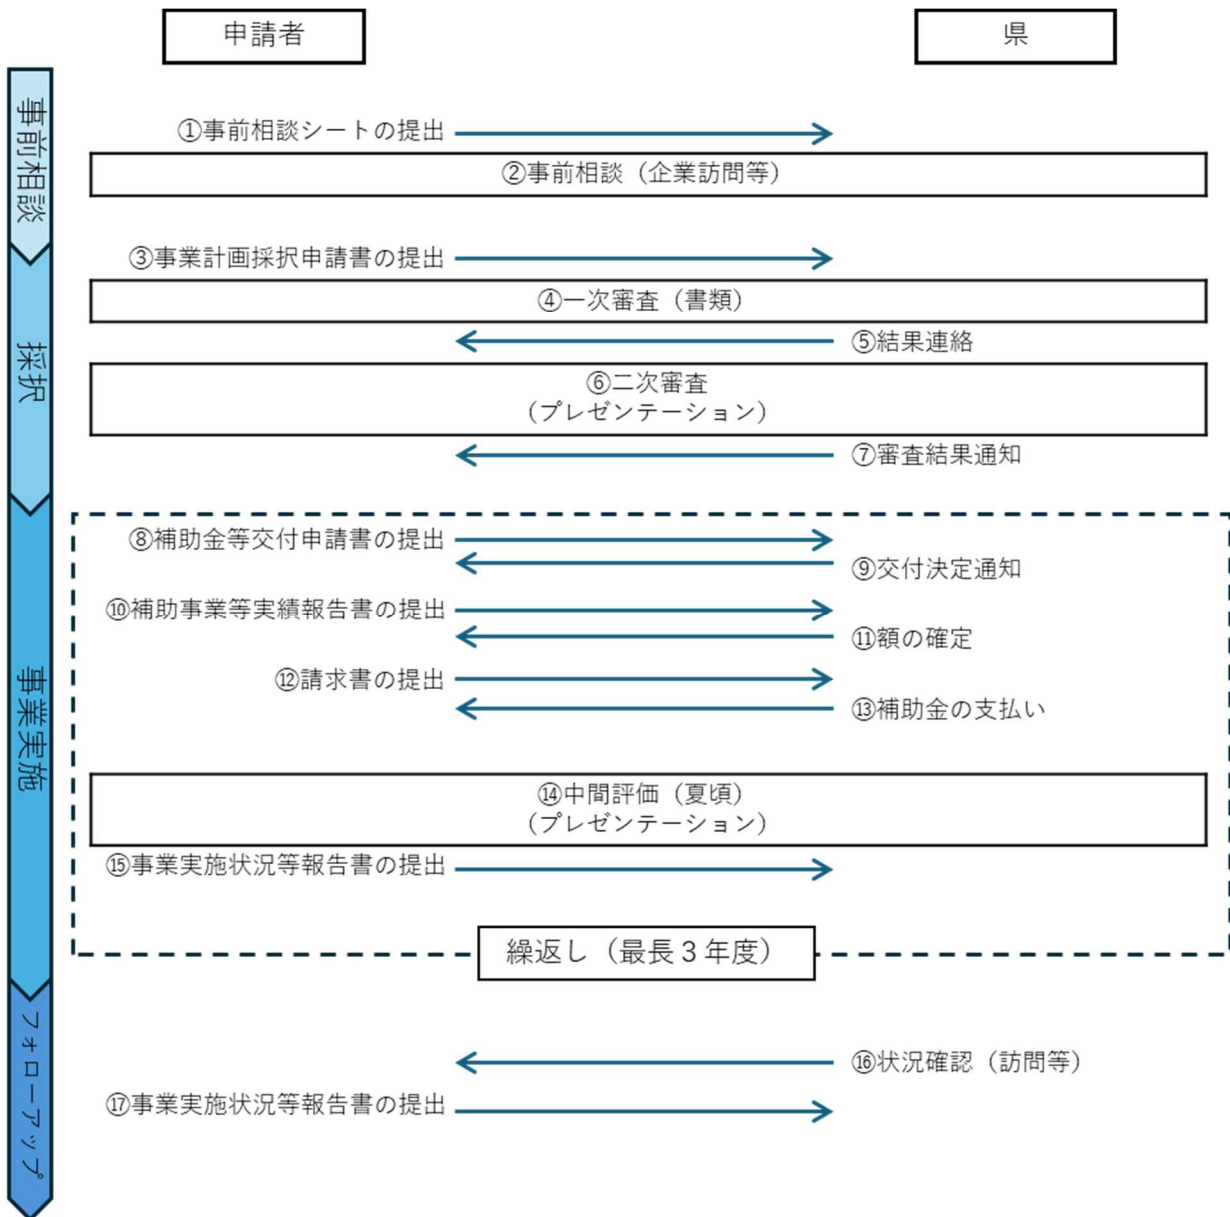 申請者
県
事前相談
①事前相談シートの提出
②事前相談（企業訪問等）
採択
③事業計画採択申請書の提出
④一次審査（書類）
⑤結果連絡
⑥二次審査
（プレゼンテーション）
⑦審査結果通知
事業実施
⑧補助金等交付申請書の提出
⑨交付決定通知
⑩補助事業等実績報告書の提出
⑪額の確定
⑫請求書の提出
⑬補助金の支払い
⑭中間評価（夏頃）
（プレゼンテーション）
⑮事業実施状況等報告書の提出
繰返し（最長３年度）
フォローアップ
⑯状況確認（訪問等）
⑰事業実施状況等報告書の提出